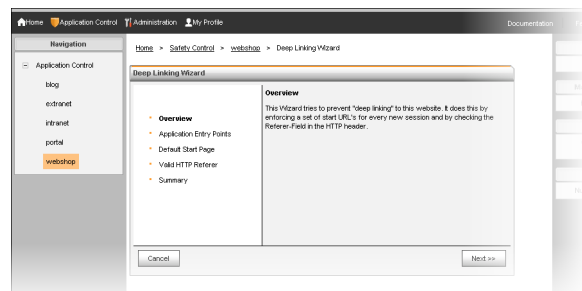 Home Application Control Administration My Profile Documentation
Navigation
Home > Safety Control > webshop > Deep Linking Wizard
Application Control
blog
extranet
intranet
portal
webshop
Deep Linking Wizard
Overview
Application Entry Points
Default Start Page
Valid HTTP Referer
Summary
Overview
This Wizard tries to prevent "deep linking" to this website. It does this by
enforcing a set of start URL's for every new session and by checking the
Referer-Field in the HTTP header.
Cancel Next >>